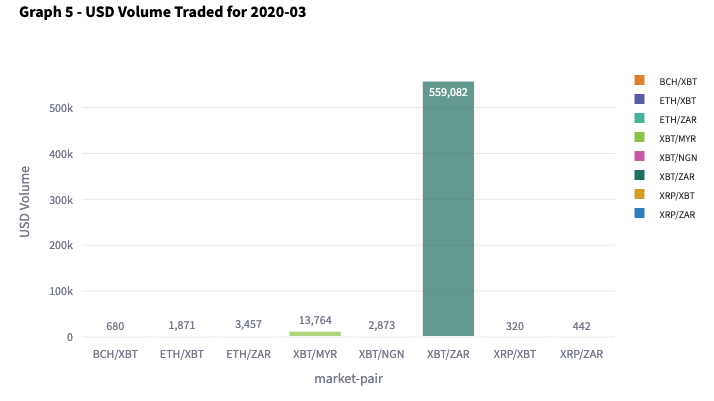 Graph 5 - USD Volume Traded for 2020-03
BCH/XBT
ETH/XBT
ETH/ZAR
XBT/MYR
XBT/NGN
XBT/ZAR
XRP/XBT
XRP/ZAR
USD Volume
500k
400k
300k
200k
100k
0
680
1,871
3,457
13,764
2,873
559,082
320
442
BCH/XBT
ETH/XBT
ETH/ZAR
XBT/MYR
XBT/NGN
XBT/ZAR
XRP/XBT
XRP/ZAR
market-pair